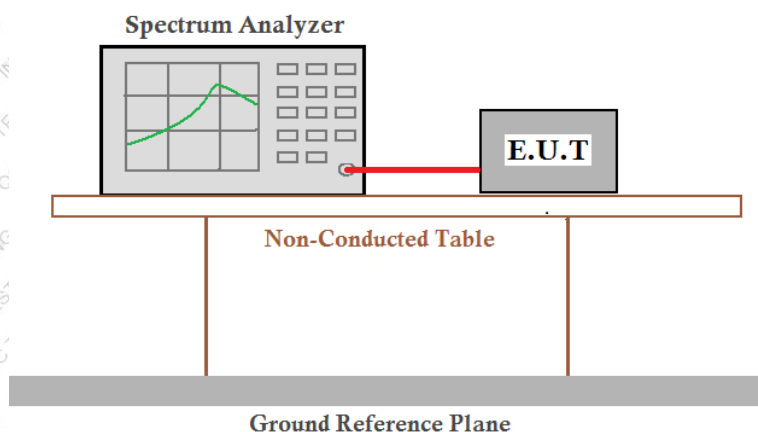 Spectrum Analyzer
E.U.T
Non-Conducted Table
Ground Reference Plane